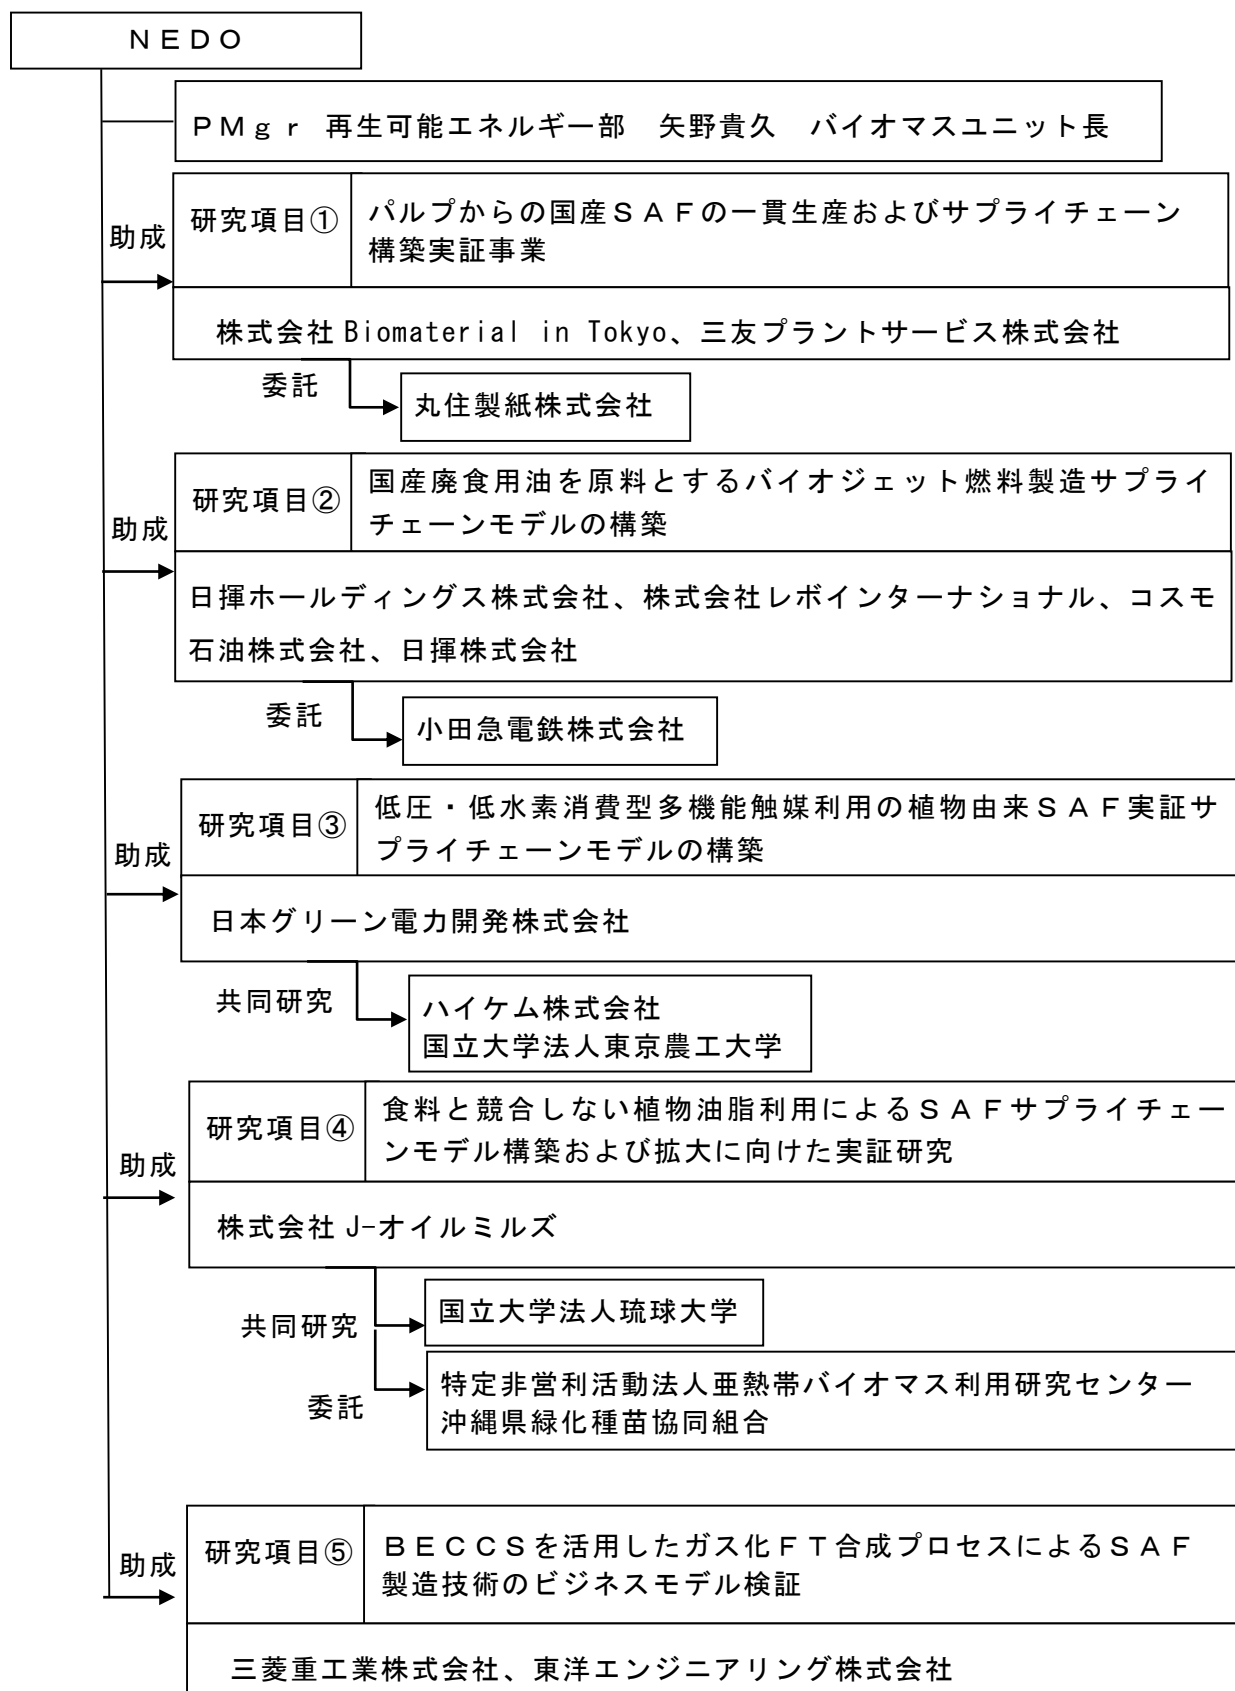 ＮＥＤＯ
ＰＭｇｒ 再生可能エネルギー部 矢野貴久 バイオマスユニット長
助成
研究項目①
パルプからの国産ＳＡＦの一貫生産およびサプライチェーン
構築実証事業
株式会社 Biomaterial in Tokyo、三友プラントサービス株式会社
委託
丸住製紙株式会社
助成
研究項目②
国産廃食用油を原料とするバイオジェット燃料製造サプライ
チェーンモデルの構築
日揮ホールディングス株式会社、株式会社レボインターナショナル、コスモ
石油株式会社、日揮株式会社
委託
小田急電鉄株式会社
助成
研究項目③
低圧・低水素消費型多機能触媒利用の植物由来ＳＡＦ実証サ
プライチェーンモデルの構築
日本グリーン電力開発株式会社
共同研究
ハイケム株式会社
国立大学法人東京農工大学
助成
研究項目④
食料と競合しない植物油脂利用によるＳＡＦサプライチェー
ンモデル構築および拡大に向けた実証研究
株式会社 J-オイルミルズ
共同研究
国立大学法人琉球大学
委託
特定非営利活動法人亜熱帯バイオマス利用研究センター
沖縄県緑化種苗協同組合
助成
研究項目⑤
ＢＥＣＣＳを活用したガス化ＦＴ合成プロセスによるＳＡＦ
製造技術のビジネスモデル検証
三菱重工業株式会社、東洋エンジニアリング株式会社